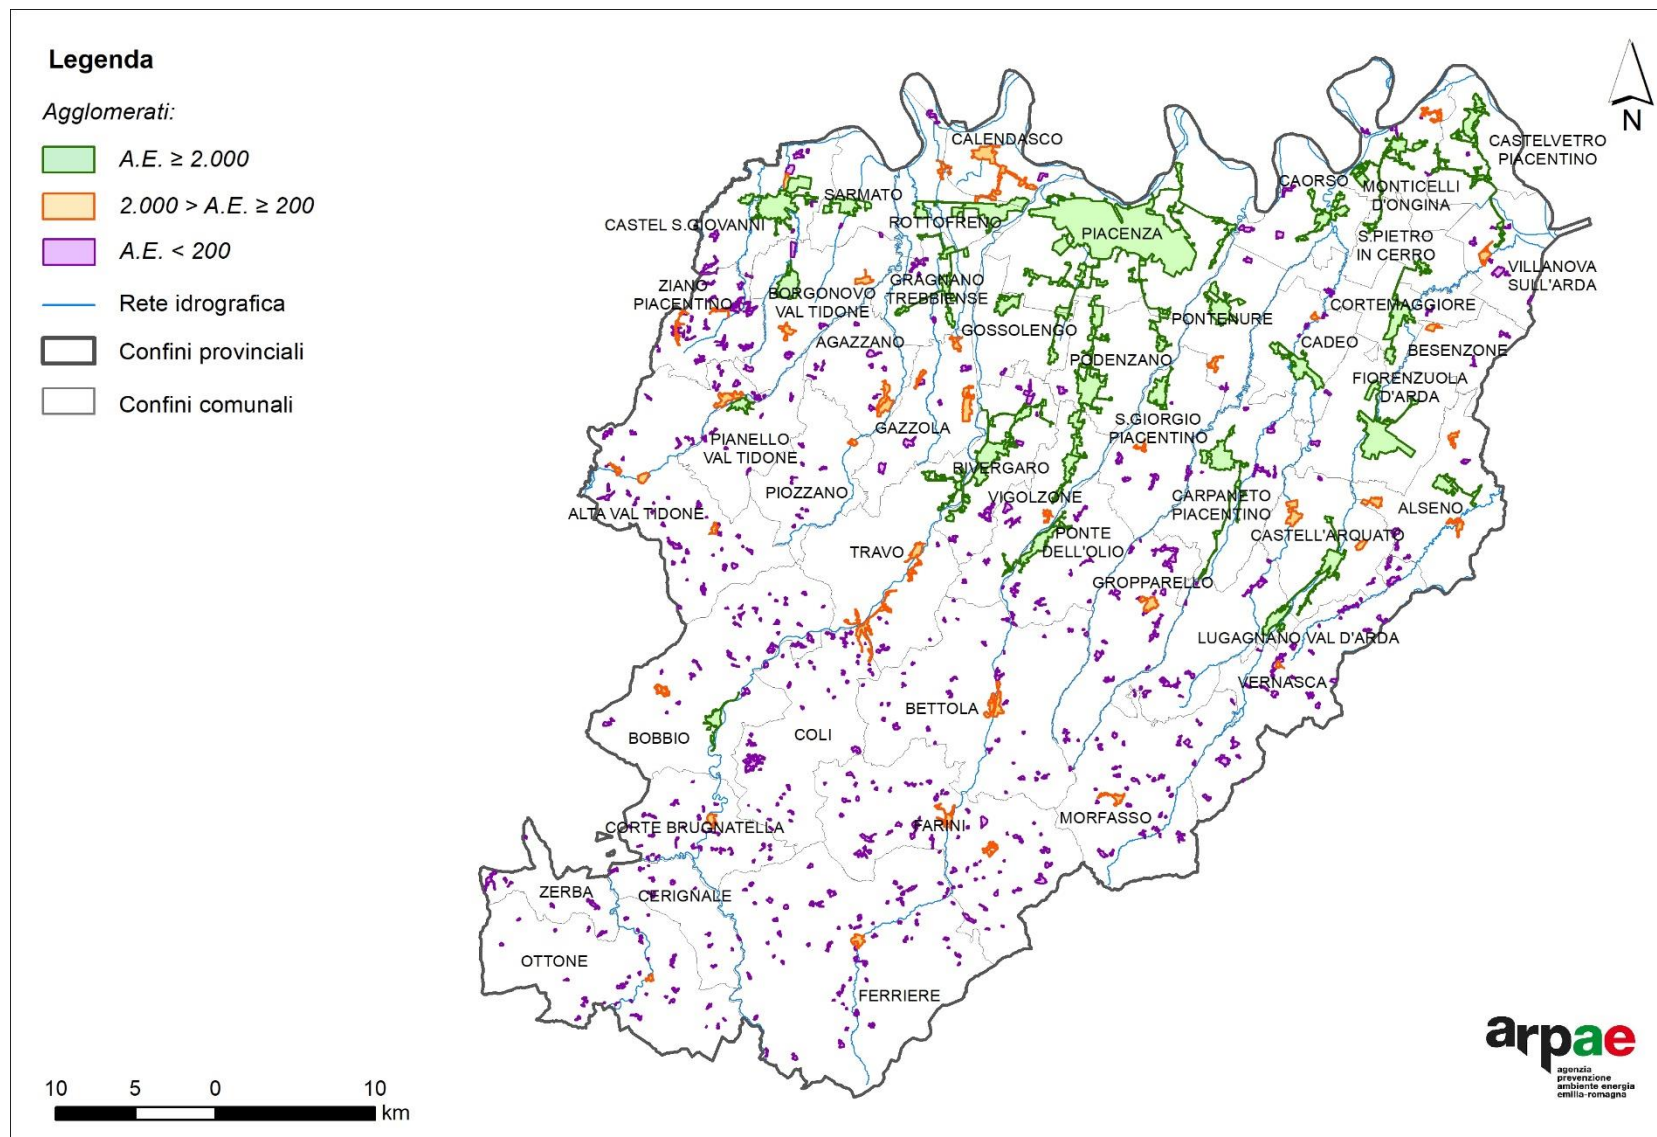 Legenda
Agglomerati:
A.E. ≥ 2.000
2.000 > A.E. ≥ 200
A.E. < 200
Rete idrografica
Confini provinciali
Confini comunali
N
CALENDASCO
CASTELVETRO
PIACENTINO
CAORSO
MONTICELLI
D'ONGINA
SARMATO
CASTEL S.GIOVANNI
ROTTOFRENO
PIACENZA
S.PIETRO
IN CERRO
VILLANOVA
SULL'ARDA
ZIANO
PIACENTINO
BORGONOVO
VAL TIDONE
GRAGNANO
TREBBIENSE
CORTEMAGGIORE
GOSSOLENGO
PONTENURE
AGAZZANO
CADEO
BESENZONE
PODENZANO
FIORENZUOLA
D'ARDA
GAZZOLA
S.GIORGIO
PIACENTINO
PIANELLO
VAL TIDONE
RIVERGARO
PIOZZANO
VIGOLZONE
CARPANETO
PIACENTINO
ALSENO
ALTA VAL TIDONE
PONTE
DELL'OLIO
CASTELL'ARQUATO
TRAVO
GROPPARELLO
LUGAGNANO VAL D'ARDA
VERNASCA
BETTOLA
BOBBIO
COLI
CORTE BRUGNATELLA
FARINI
MORFASSO
ZERBA
CERIGNALE
OTTONE
FERRIERE
10 5 0 10
km
arpae
agenzia
prevenzione
ambiente energia
emilia-romagna